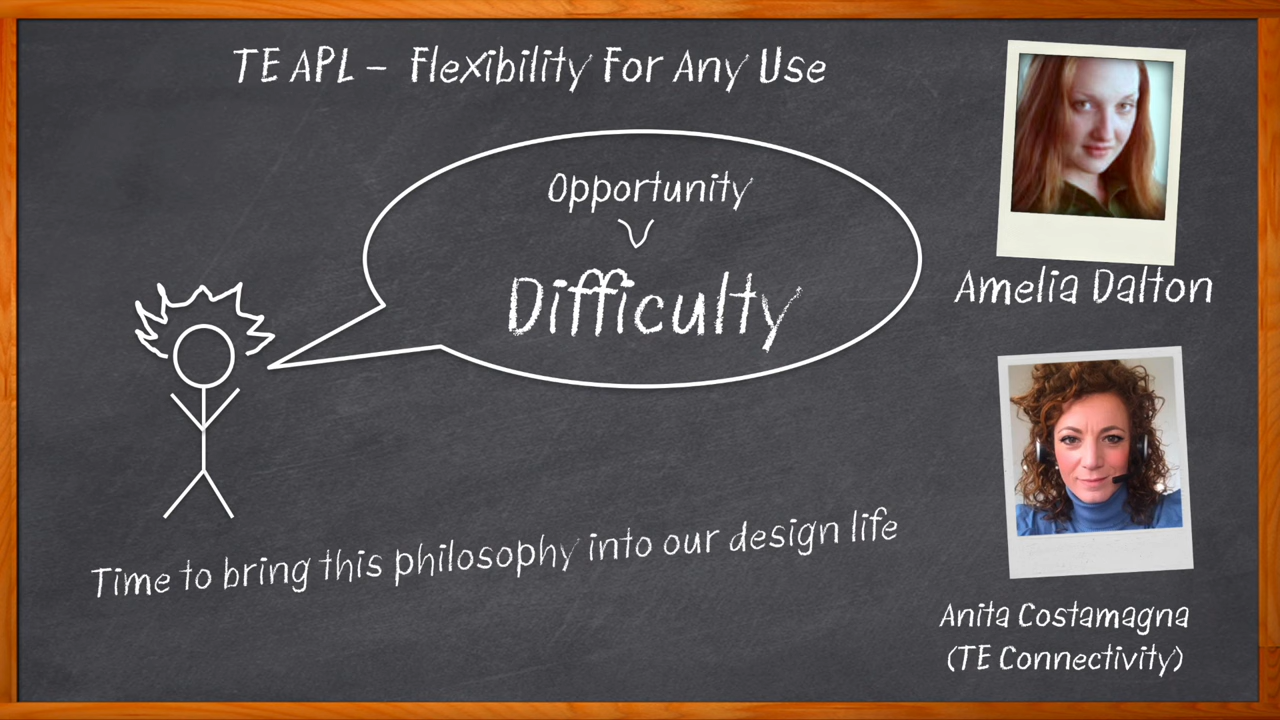 TE APL – Flexibility For Any Use
Opportunity
Difficulty
Time to bring this philosophy into our design life
Amelia Dalton
Anita Costamagna
(TE Connectivity)